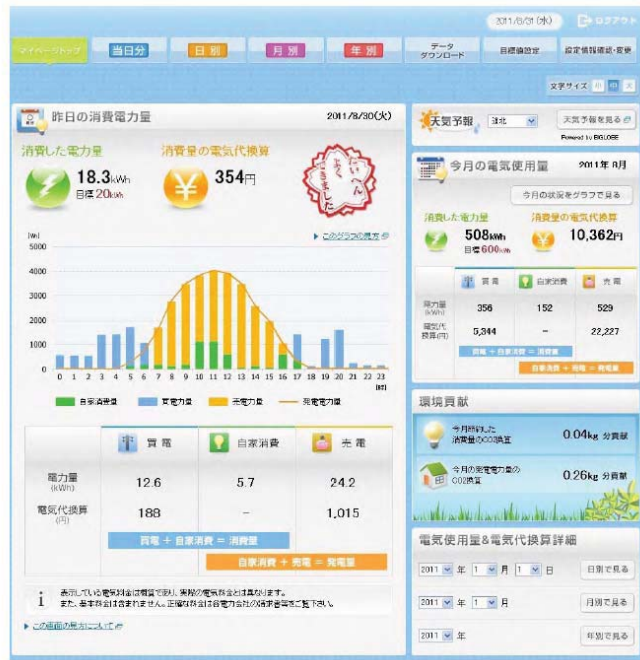 2011/8/31(水)
ログアウト
マイページトップ
当日分
日別
月別
年別
データ
ダウンロード
目標値設定
設定情報確認・変更
文字サイズ 小 中 大
昨日の消費電力量
2011/8/30(火)
消費した電力量
18.3kWh
目標20kWh
消費量の電気代換算
354円
たいへん
よく
できました
このグラフの見方
[Wh]
5000
4000
3000
2000
1000
0
0 1 2 3 4 5 6 7 8 9 10 11 12 13 14 15 16 17 18 19 20 21 22 23
[時]
自家消費量 買電力量 売電力量 発電電力量
買電 自家消費 売電
電力量
(kWh)
12.6 5.7 24.2
電気代換算
(円)
188 - 1,015
買電 + 自家消費 = 消費量
自家消費 + 売電 = 発電量
表示している電気料金は概算であり、実際の電気料金とは異なります。
また、基本料金は含まれません。正確な料金は各電力会社の請求書等をご覧下さい。
この画面の見方について
天気予報
天気予報を見る
Powered by BIGLOBE
今月の電気使用量
2011年 8月
今月の状況をグラフで見る
消費した電力量
508kWh
目標600kWh
消費量の電気代換算
10,362円
買電 自家消費 売電
電力量
(kWh)
356 152 529
電気代
換算(円)
5,344 - 22,227
買電 + 自家消費 = 消費量
自家消費 + 売電 = 発電量
環境貢献
今月節約した
消費量のCO2換算
0.04kg 分貢献
今月の発電電力量の
CO2換算
0.26kg 分貢献
電気使用量&電気代換算詳細
2011 年 1 月 1 日 日別で見る
2011 年 1 月 月別で見る
2011 年 年別で見る